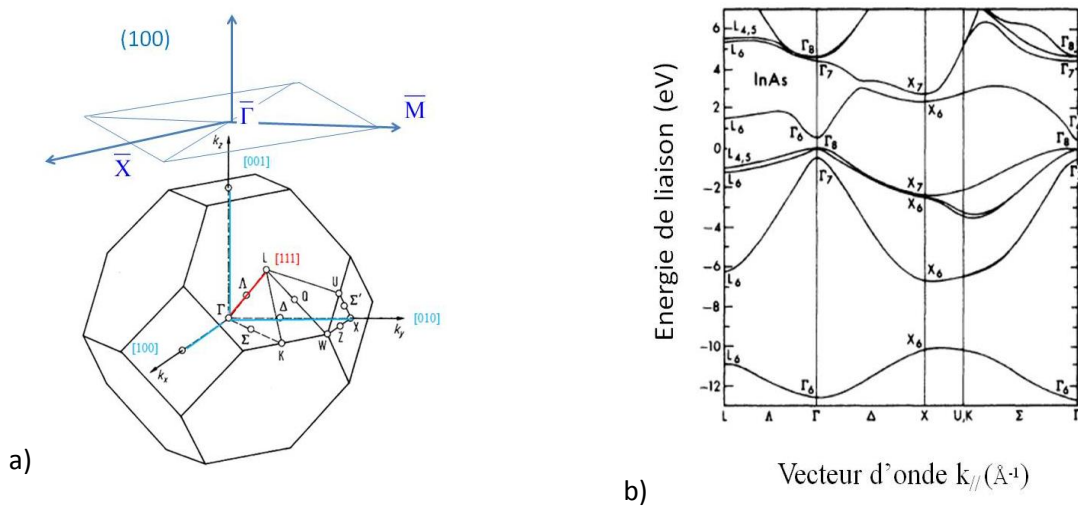 (100)
Γ̅
M̅
X̅
k_z
[001]
L
[111]
Λ
U
Q
Σ'
Γ
Δ
X
k_y
[010]
Σ
Z
W
K
[100]
k_x
a)
Energie de liaison (eV)
6
4
2
0
-2
-4
-6
-8
-10
-12
InAs
L4,5
L6
Γ8
Γ7
X7
X6
Γ8
Γ7
L6
Γ6
Γ8
Γ6
Γ8
L4,5
L6
Γ7
X7
X6
Γ6
L6
X6
L6
Γ6
X6
Γ6
L Λ Γ Δ X U,K Σ Γ
Vecteur d'onde k// (Å-1)
b)